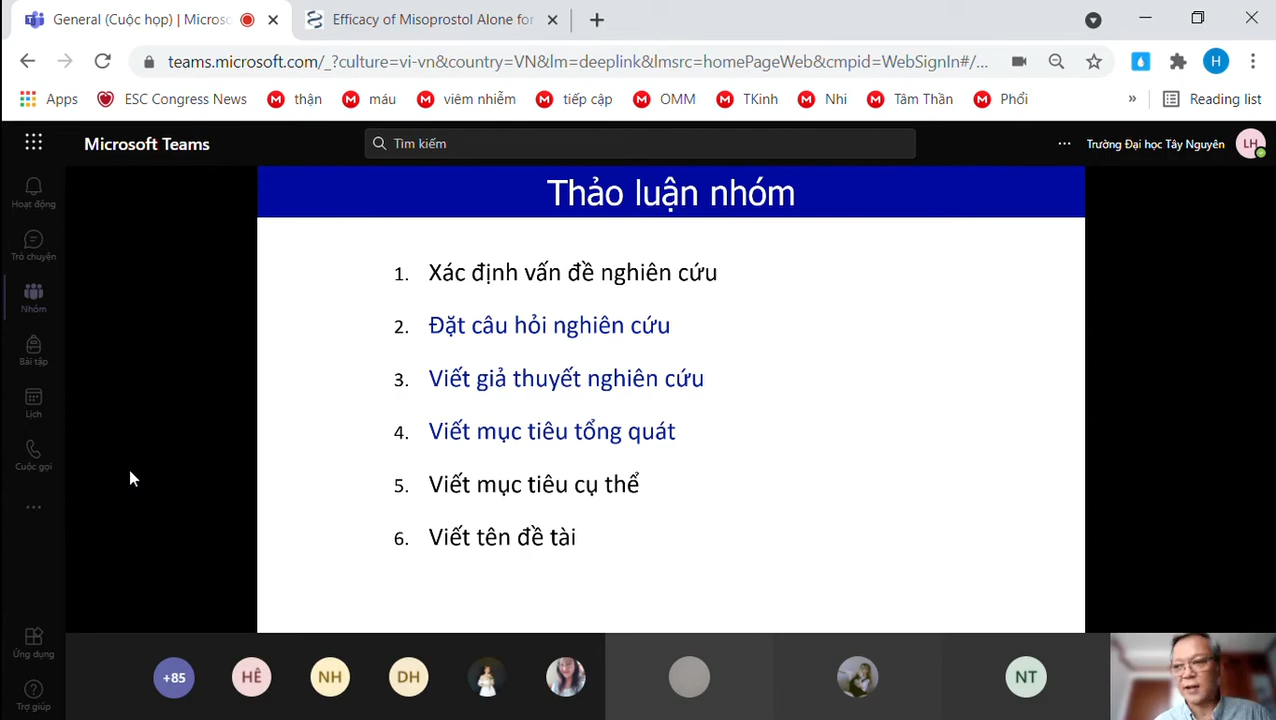 General (Cuộc họp) | Microso
Efficacy of Misoprostol Alone for
teams.microsoft.com/_?culture=vi-vn&country=VN&lm=deeplink&lmsrc=homePageWeb&cmpid=WebSignIn#/...
H
Apps
ESC Congress News
M thận
M máu
M viêm nhiễm
M tiếp cận
M OMM
M TKinh
M Nhi
M Tâm Thần
M Phổi
»
Reading list
Microsoft Teams
Tìm kiếm
...
Trường Đại học Tây Nguyên
LH
Hoạt động
Trò chuyện
Nhóm
Bài tập
Lịch
Cuộc gọi
...
Ứng dụng
Trợ giúp
Thảo luận nhóm
1. Xác định vấn đề nghiên cứu
2. Đặt câu hỏi nghiên cứu
3. Viết giả thuyết nghiên cứu
4. Viết mục tiêu tổng quát
5. Viết mục tiêu cụ thể
6. Viết tên đề tài
+85
HÊ
NH
DH
NT